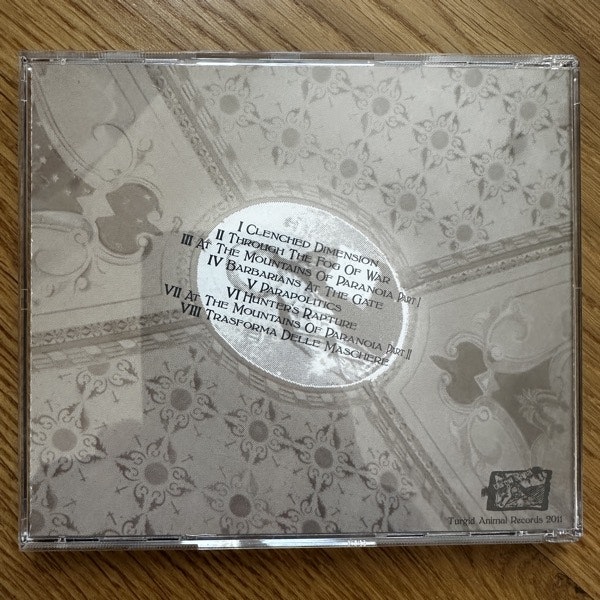 I Clenched Dimension
II Through The Fog Of War
III At The Mountains Of Paranoia Part I
IV Barbarians At The Gate
V Parapolitics
VI Hunter's Rapture
VII At The Mountains Of Paranoia Part II
VIII Trasforma Delle Maschere
Turgid Animal Records 2011